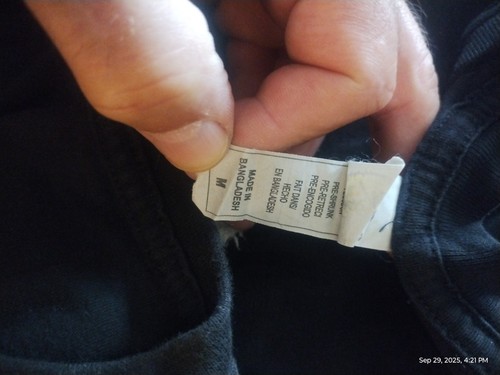 PRE-SHRUNK
PRE-RETRECI
PRE-ENCOGIDO
FAIT DANS/
HECHO
EN BANGLADESH
MADE IN
BANGLADESH
M
Sep 29, 2025, 4:21 PM